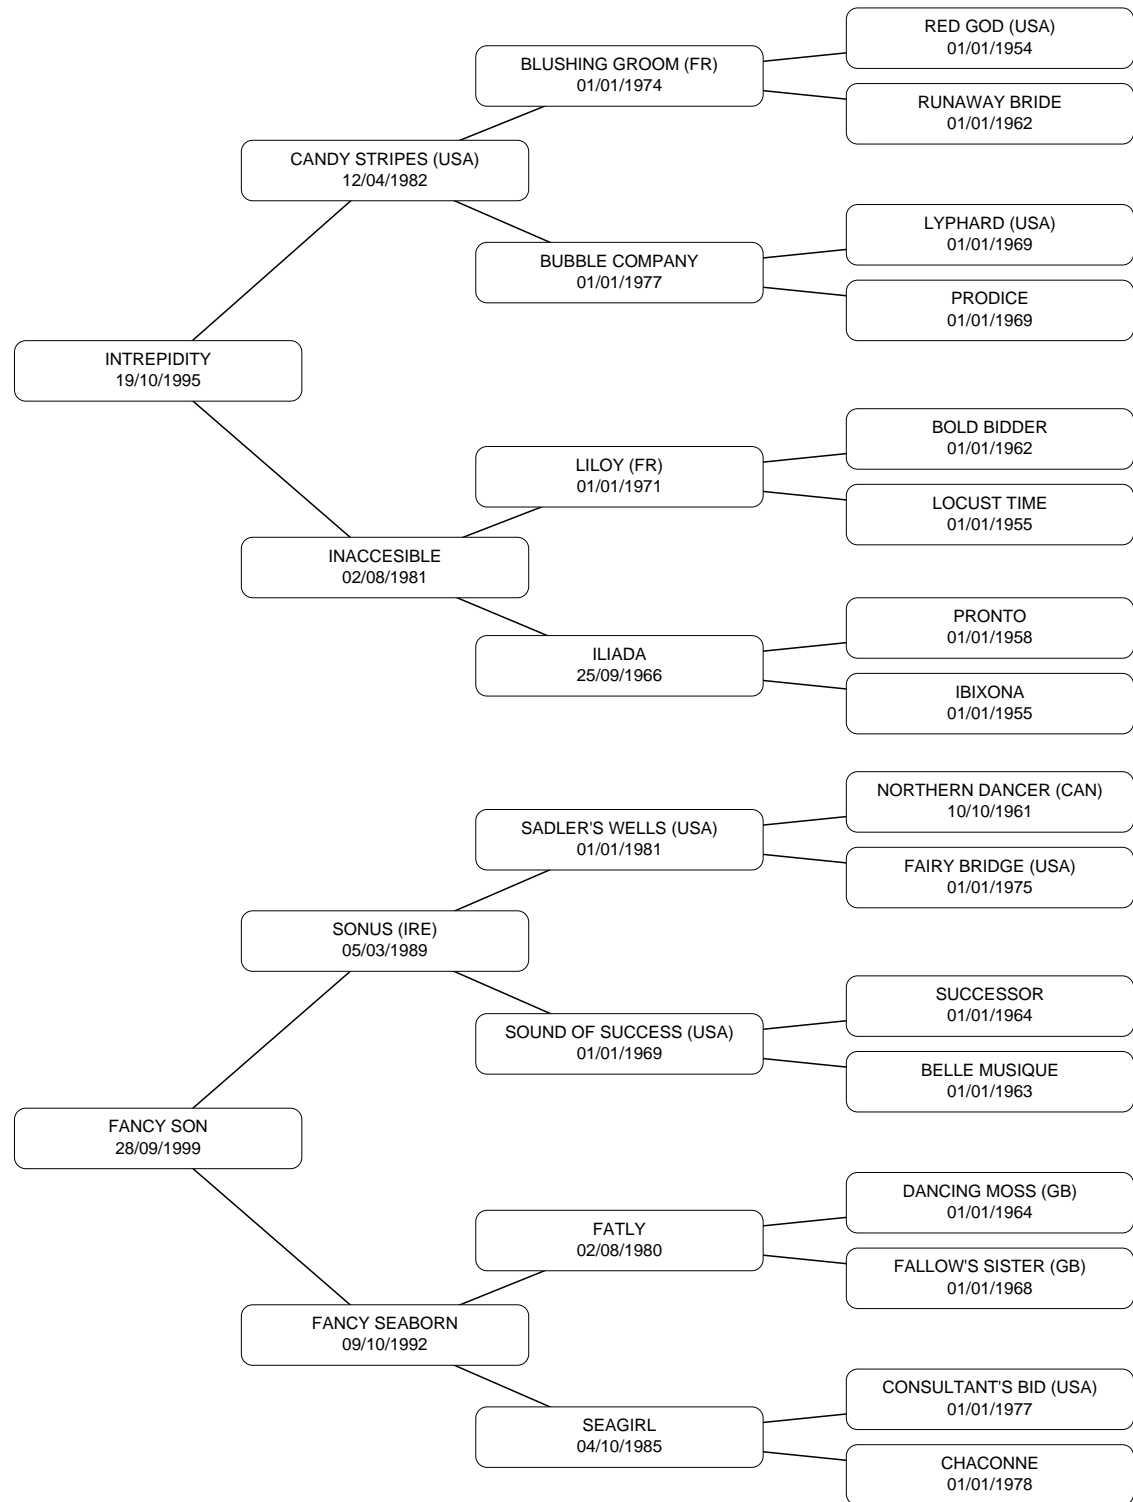 RED GOD (USA)
01/01/1954
BLUSHING GROOM (FR)
01/01/1974
RUNAWAY BRIDE
01/01/1962
CANDY STRIPES (USA)
12/04/1982
LYPHARD (USA)
01/01/1969
BUBBLE COMPANY
01/01/1977
PRODICE
01/01/1969
INTREPIDITY
19/10/1995
BOLD BIDDER
01/01/1962
LILOY (FR)
01/01/1971
LOCUST TIME
01/01/1955
INACCESIBLE
02/08/1981
PRONTO
01/01/1958
ILIADA
25/09/1966
IBIXONA
01/01/1955
NORTHERN DANCER (CAN)
10/10/1961
SADLER'S WELLS (USA)
01/01/1981
FAIRY BRIDGE (USA)
01/01/1975
SONUS (IRE)
05/03/1989
SUCCESSOR
01/01/1964
SOUND OF SUCCESS (USA)
01/01/1969
BELLE MUSIQUE
01/01/1963
FANCY SON
28/09/1999
DANCING MOSS (GB)
01/01/1964
FATLY
02/08/1980
FALLOW'S SISTER (GB)
01/01/1968
FANCY SEABORN
09/10/1992
CONSULTANT'S BID (USA)
01/01/1977
SEAGIRL
04/10/1985
CHACONNE
01/01/1978